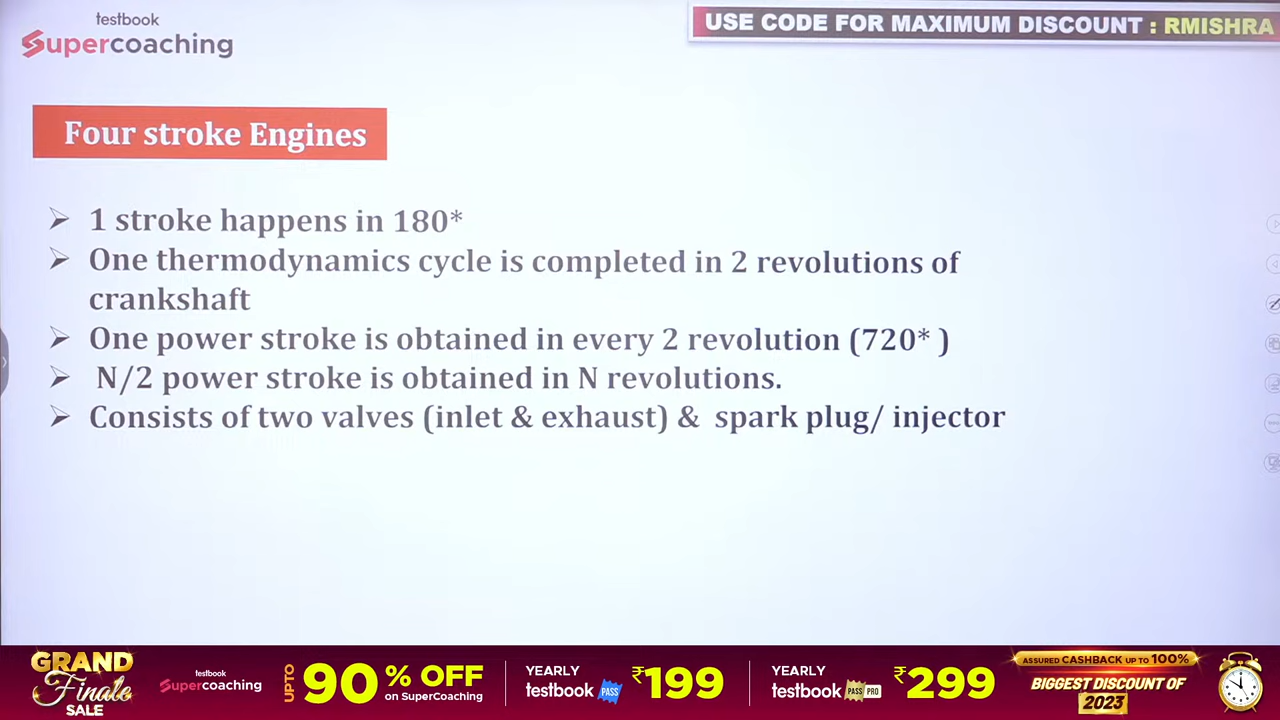 testbook
Supercoaching
USE CODE FOR MAXIMUM DISCOUNT : RMISHRA
Four stroke Engines
➢ 1 stroke happens in 180*
➢ One thermodynamics cycle is completed in 2 revolutions of
crankshaft
➢ One power stroke is obtained in every 2 revolution (720* )
➢ N/2 power stroke is obtained in N revolutions.
➢ Consists of two valves (inlet & exhaust) & spark plug/ injector
GRAND
Finale
SALE
testbook
Supercoaching
UPTO
90% OFF
on SuperCoaching
YEARLY
testbook PASS
₹199
YEARLY
testbook PASS PRO
₹299
ASSURED CASHBACK UP TO 100%
BIGGEST DISCOUNT OF
2023